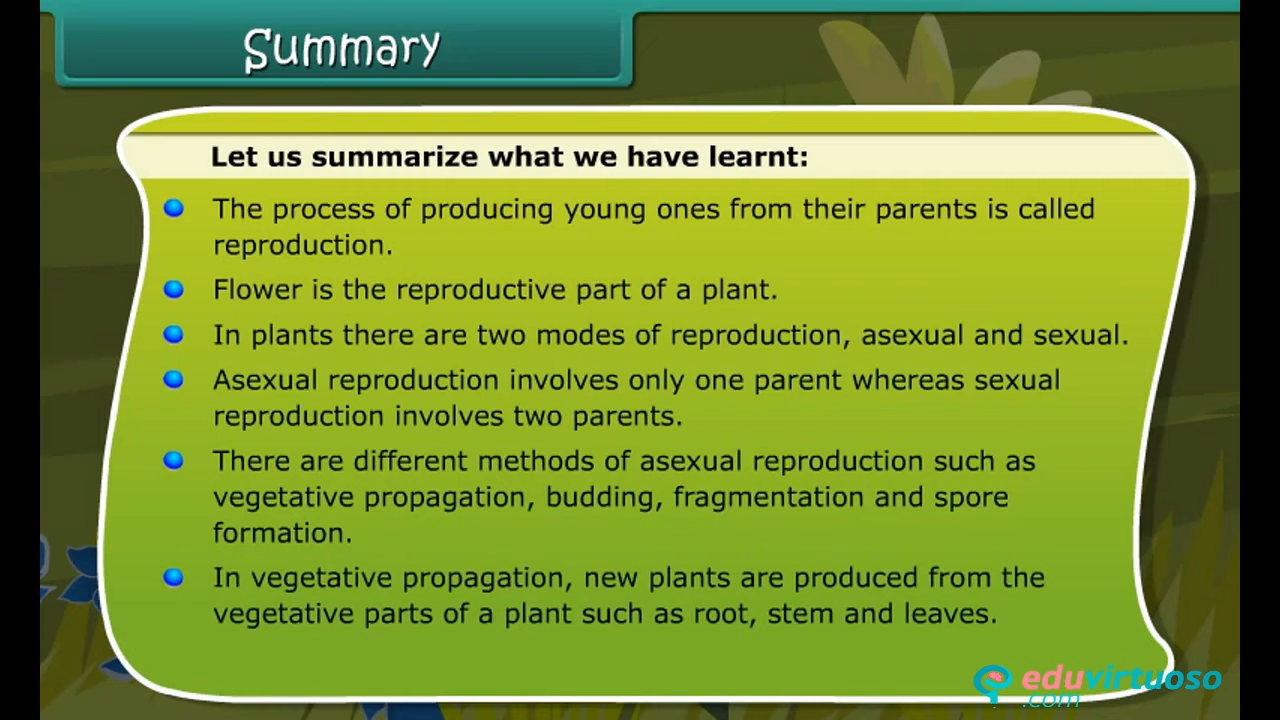 Summary
Let us summarize what we have learnt:
The process of producing young ones from their parents is called
reproduction.
Flower is the reproductive part of a plant.
In plants there are two modes of reproduction, asexual and sexual.
Asexual reproduction involves only one parent whereas sexual
reproduction involves two parents.
There are different methods of asexual reproduction such as
vegetative propagation, budding, fragmentation and spore
formation.
In vegetative propagation, new plants are produced from the
vegetative parts of a plant such as root, stem and leaves.
eduvirtuoso
.com